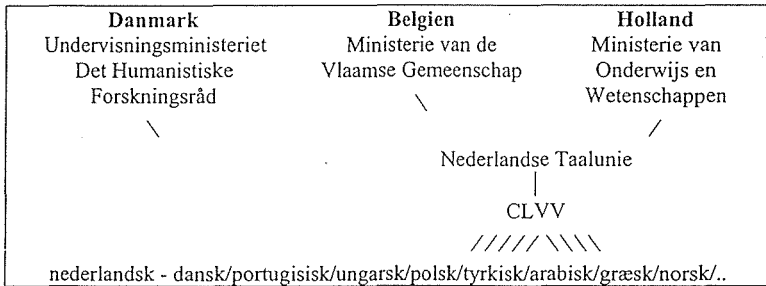 Danmark Belgien Holland
Undervisningsministeriet Ministerie van de Ministerie van
Det Humanistiske Vlaamse Gemeenschap Onderwijs en
Forskningsråd \ Wetenschappen
\ /
Nederlandse Taalunie
|
CLVV
///// \\\\
nederlandsk - dansk/portugisisk/ungarsk/polsk/tyrkisk/arabisk/græsk/norsk/..